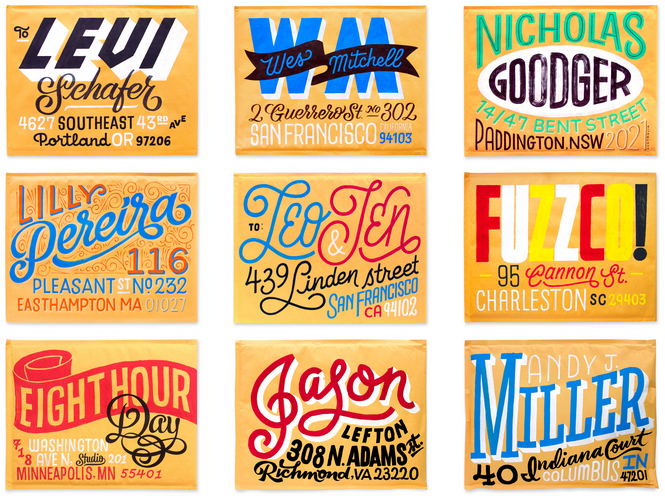 To LEVI
Schafer
4627 SOUTHEAST 43RD AVE
Portland OR 97206
WM
Wes Mitchell
2 Guerrero St. No 302
SAN FRANCISCO CALIFORNIA
94103
NICHOLAS
GOODGER
14/47 BENT STREET
PADDINGTON, NSW 2021
AUSTRALIA
LILLY
Pereira
116
PLEASANT ST No 232
EASTHAMPTON MA 01027
TO: LEO
& JEN
439 Linden street
SAN FRANCISCO
CA 94102
FUZZCO!
95 Cannon St.
CHARLESTON SC 29403
EIGHT HOUR
Day
718 WASHINGTON
AVE N. Studio 201
MINNEAPOLIS, MN 55401
Jason
LEFTON
308 N. ADAMS st.
Richmond, VA 23220
ANDY J.
MILLER
40 Indiana Court
COLUMBUS IN
47201